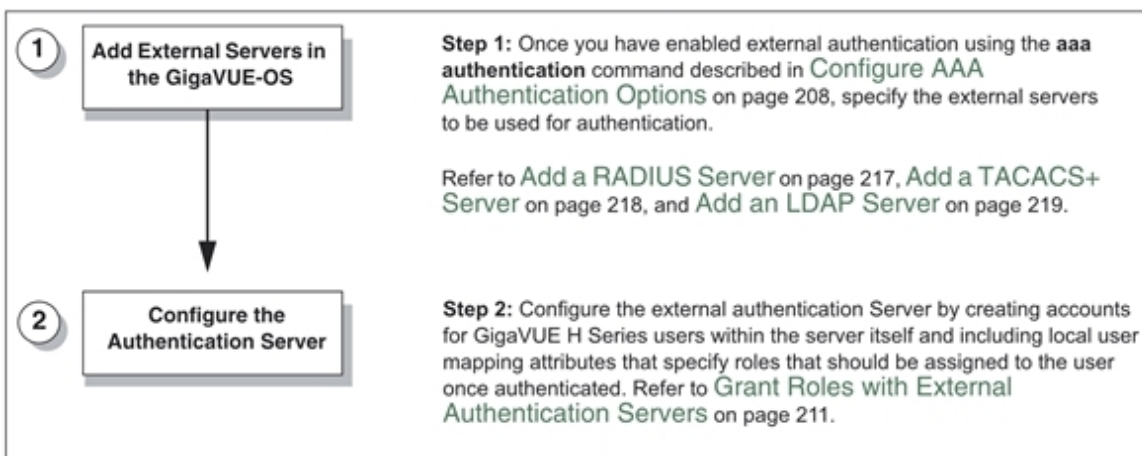 1
Add External Servers in
the GigaVUE-OS
Step 1: Once you have enabled external authentication using the aaa
authentication command described in Configure AAA
Authentication Options on page 208, specify the external servers
to be used for authentication.
Refer to Add a RADIUS Server on page 217, Add a TACACS+
Server on page 218, and Add an LDAP Server on page 219.
2
Configure the
Authentication Server
Step 2: Configure the external authentication Server by creating accounts
for GigaVUE H Series users within the server itself and including local user
mapping attributes that specify roles that should be assigned to the user
once authenticated. Refer to Grant Roles with External
Authentication Servers on page 211.